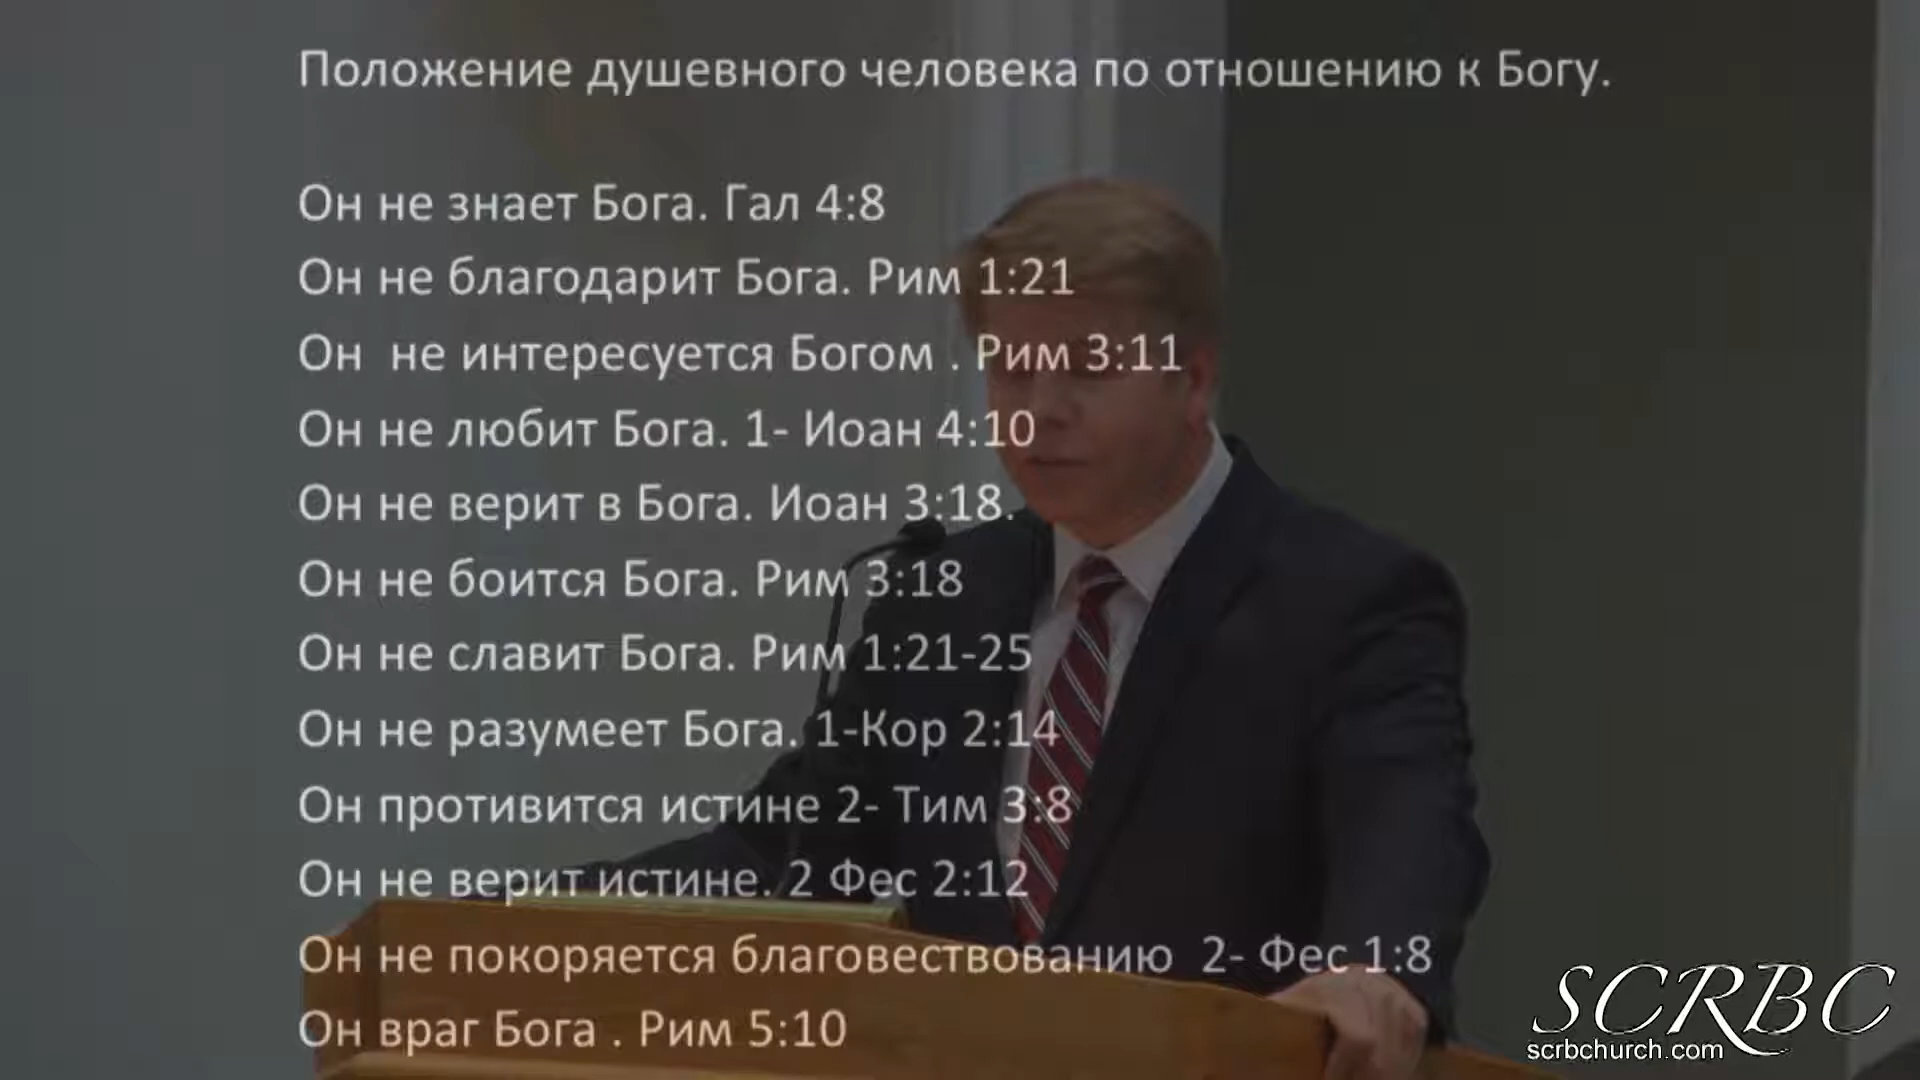 Положение душевного человека по отношению к Богу.
Он не знает Бога. Гал 4:8
Он не благодарит Бога. Рим 1:21
Он  не интересуется Богом . Рим 3:11
Он не любит Бога. 1- Иоан 4:10
Он не верит в Бога. Иоан 3:18.
Он не боится Бога. Рим 3:18
Он не славит Бога. Рим 1:21-25
Он не разумеет Бога. 1-Кор 2:14
Он противится истине 2- Тим 3:8
Он не верит истине. 2 Фес 2:12
Он не покоряется благовествованию  2- Фес 1:8
Он враг Бога . Рим 5:10
SCRBC
scrbchurch.com